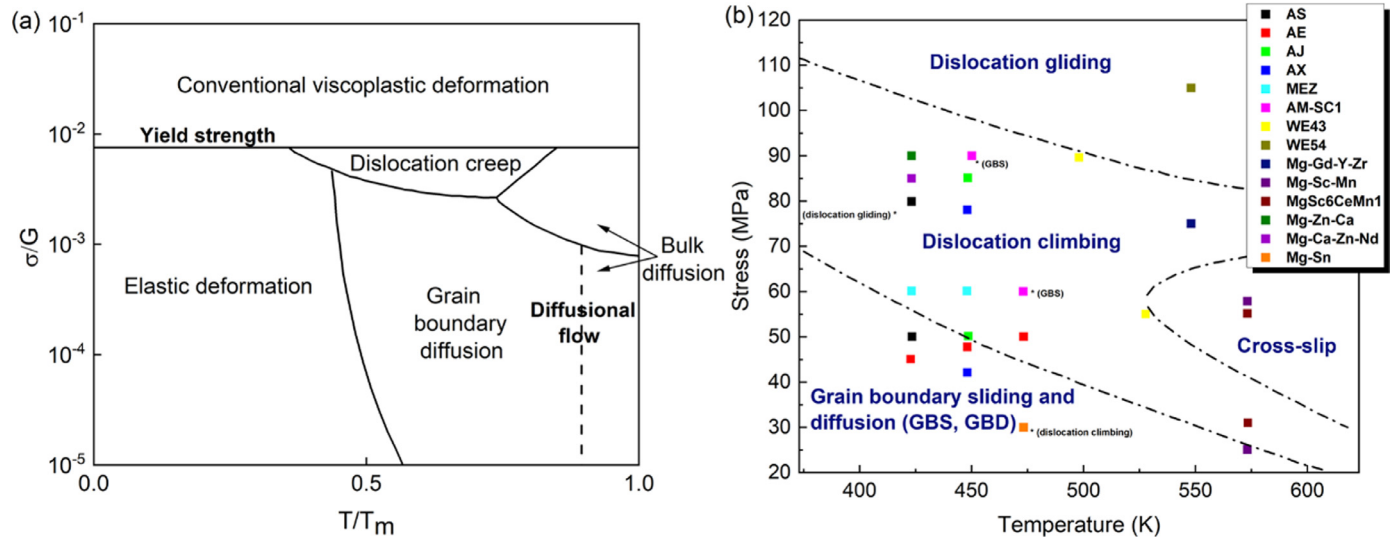 (a)
10^-1
10^-2
10^-3
10^-4
10^-5
σ/G
Conventional viscoplastic deformation
Yield strength
Dislocation creep
Elastic deformation
Grain
boundary
diffusion
Diffusional
flow
Bulk
diffusion
0.0
0.5
1.0
T/Tm
(b)
120
110
100
90
80
70
60
50
40
30
20
Stress (MPa)
Dislocation gliding
* (GBS)
(dislocation gliding) *
Dislocation climbing
* (GBS)
Cross-slip
Grain boundary sliding and
diffusion (GBS, GBD)
* (dislocation climbing)
400
450
500
550
600
Temperature (K)
AS
AE
AJ
AX
MEZ
AM-SC1
WE43
WE54
Mg-Gd-Y-Zr
Mg-Sc-Mn
MgSc6CeMn1
Mg-Zn-Ca
Mg-Ca-Zn-Nd
Mg-Sn